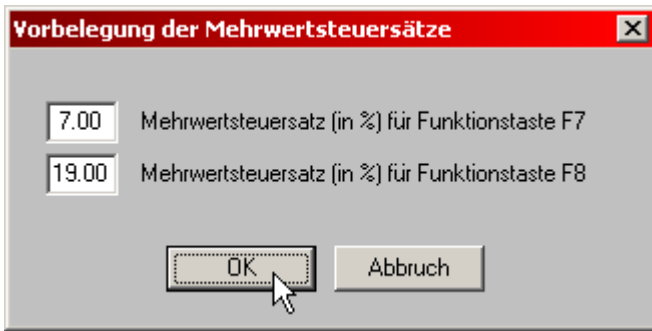 Vorbelegung der Mehrwertsteuersätze
7.00 Mehrwertsteuersatz (in %) für Funktionstaste F7
19.00 Mehrwertsteuersatz (in %) für Funktionstaste F8
OK Abbruch